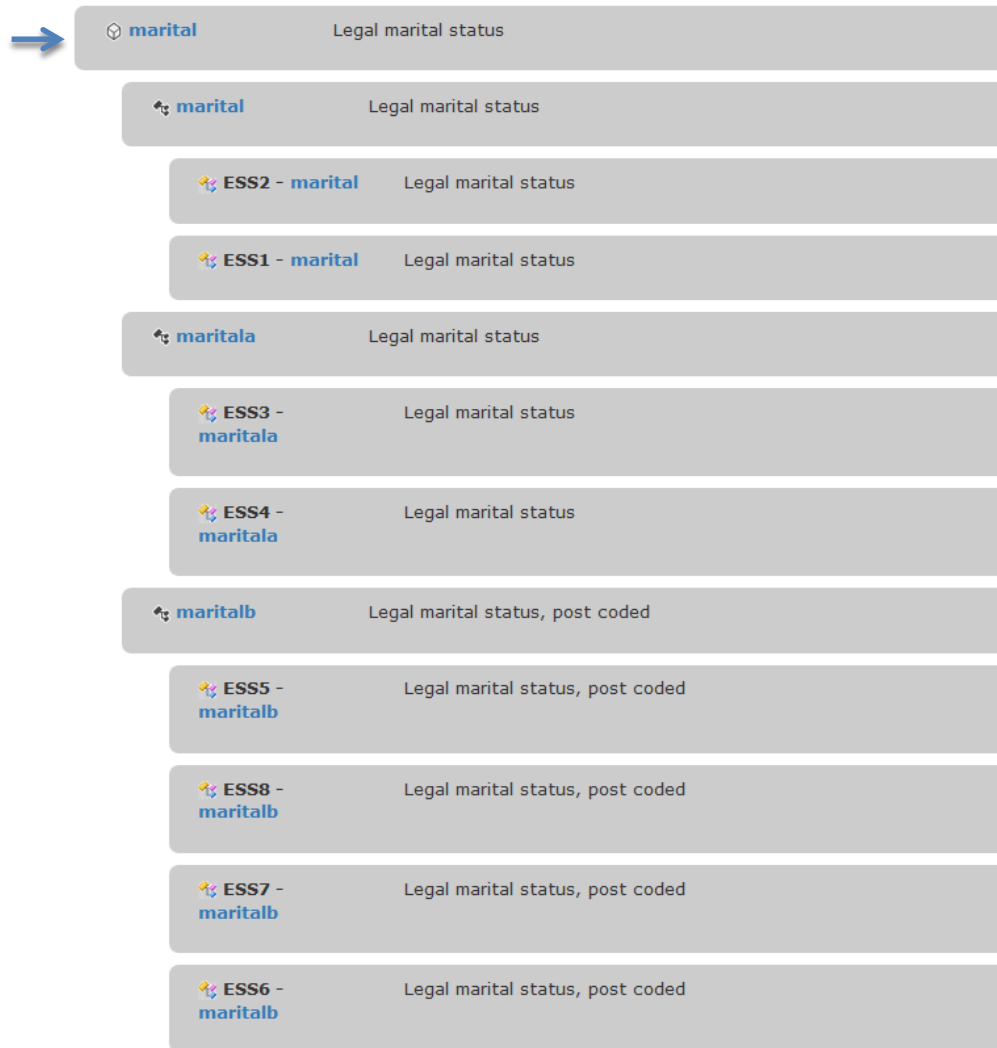 marital Legal marital status
marital Legal marital status
ESS2 - marital Legal marital status
ESS1 - marital Legal marital status
maritala Legal marital status
ESS3 - Legal marital status
maritala
ESS4 - Legal marital status
maritala
maritalb Legal marital status, post coded
ESS5 - Legal marital status, post coded
maritalb
ESS8 - Legal marital status, post coded
maritalb
ESS7 - Legal marital status, post coded
maritalb
ESS6 - Legal marital status, post coded
maritalb